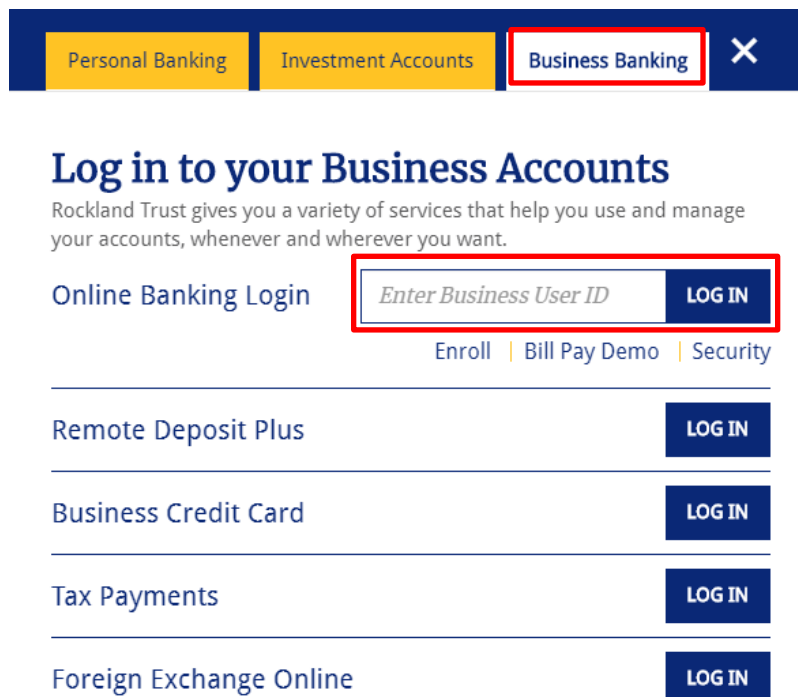 Personal Banking Investment Accounts Business Banking ×
Log in to your Business Accounts
Rockland Trust gives you a variety of services that help you use and manage
your accounts, whenever and wherever you want.
Online Banking Login Enter Business User ID LOG IN
Enroll | Bill Pay Demo | Security
Remote Deposit Plus LOG IN
Business Credit Card LOG IN
Tax Payments LOG IN
Foreign Exchange Online LOG IN